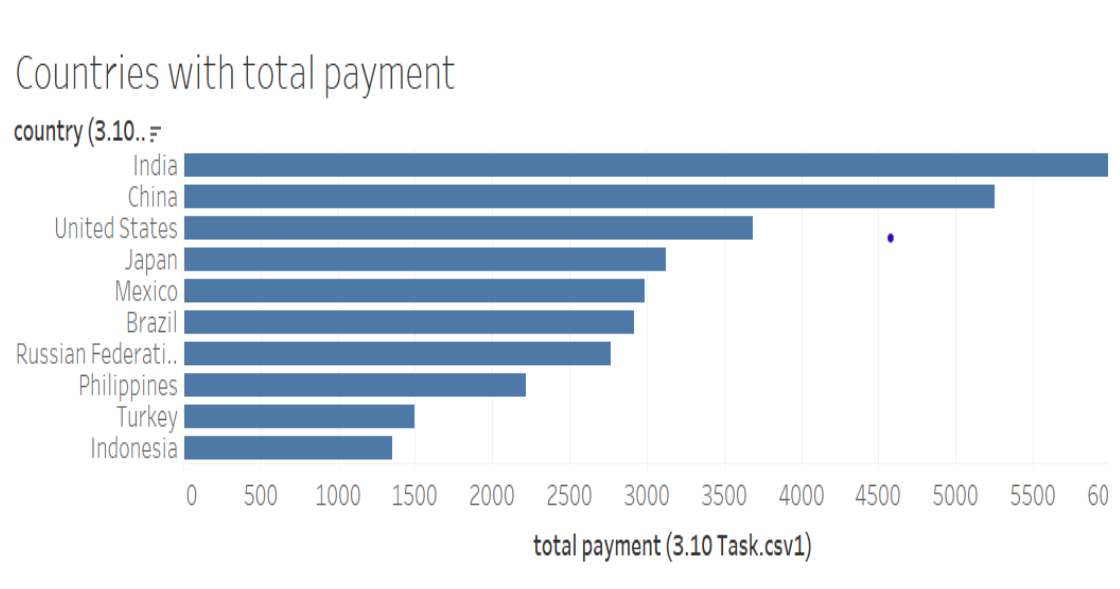 Countries with total payment
country (3.10..
India
China
United States
Japan
Mexico
Brazil
Russian Federati..
Philippines
Turkey
Indonesia
0 500 1000 1500 2000 2500 3000 3500 4000 4500 5000 5500 60
total payment (3.10 Task.csv1)